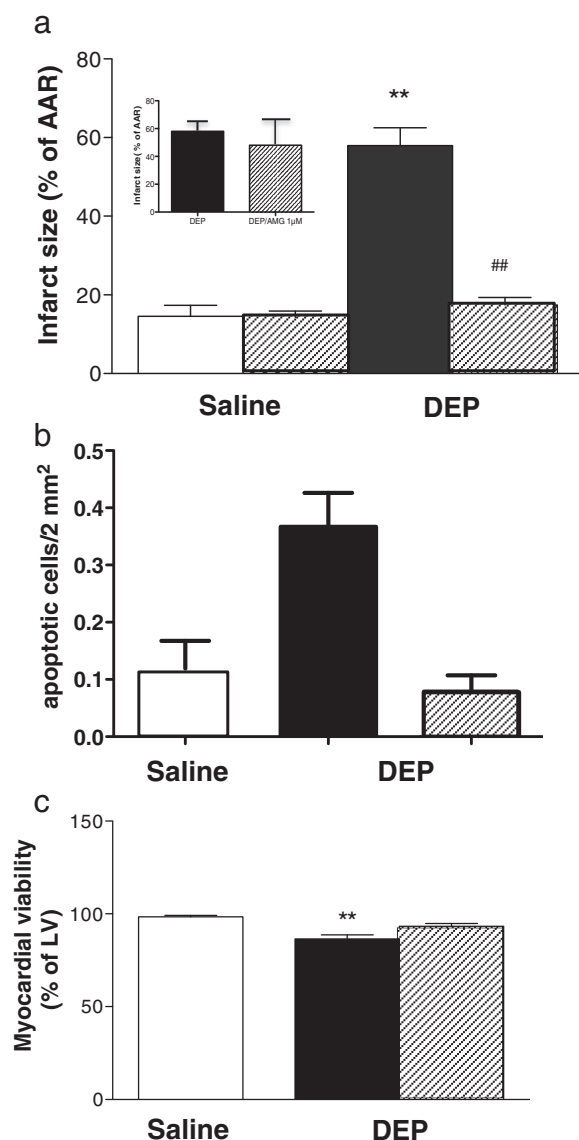 a
Infarct size (% of AAR)
80
60
40
20
0
**
##
Infarct size( % of AAR)
80
60
40
20
0
DEP
DEP/AMG 1µM
Saline
DEP
b
apoptotic cells/2 mm²
0.5
0.4
0.3
0.2
0.1
0.0
Saline
DEP
c
Myocardial viability
(% of LV)
150
100
50
0
**
Saline
DEP